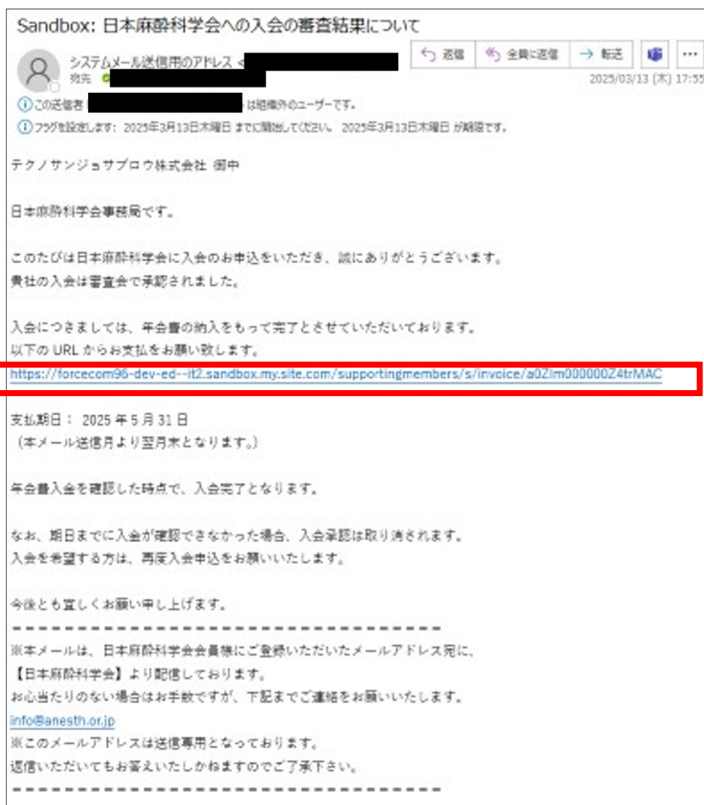 Sandbox: 日本麻酔科学会への入会の審査結果について
システムメール送信用のアドレス <
返信
全員に返信
転送
宛先
2025/03/13 (木) 17:55
この送信者 は組織外のユーザーです。
フラグを設定します: 2025年3月13日木曜日 までに開始してください。 2025年3月13日木曜日 が期限です。
テクノサンジョサブロウ株式会社 御中
日本麻酔科学会事務局です。
このたびは日本麻酔科学会に入会のお申込をいただき、誠にありがとうございます。
貴社の入会は審査会で承認されました。
入会につきましては、年会費の納入をもって完了とさせていただいております。
以下の URL からお支払をお願い致します。
https://forcecom96-dev-ed--it2.sandbox.my.site.com/supportingmembers/s/invoice/a0ZIm000000Z4trMAC
支払期日： 2025 年 5 月 31 日
（本メール送信月より翌月末となります。）
年会費入金を確認した時点で、入会完了となります。
なお、期日までに入会が確認できなかった場合、入会承認は取り消されます。
入会を希望する方は、再度入会申込をお願いいたします。
今後とも宜しくお願い申し上げます。
※本メールは、日本麻酔科学会会員様にご登録いただいたメールアドレス宛に、
【日本麻酔科学会】より配信しております。
お心当たりのない場合はお手数ですが、下記までご連絡をお願いいたします。
info@anesth.or.jp
※このメールアドレスは送信専用となっております。
返信いただいてもお答えいたしかねますのでご了承下さい。